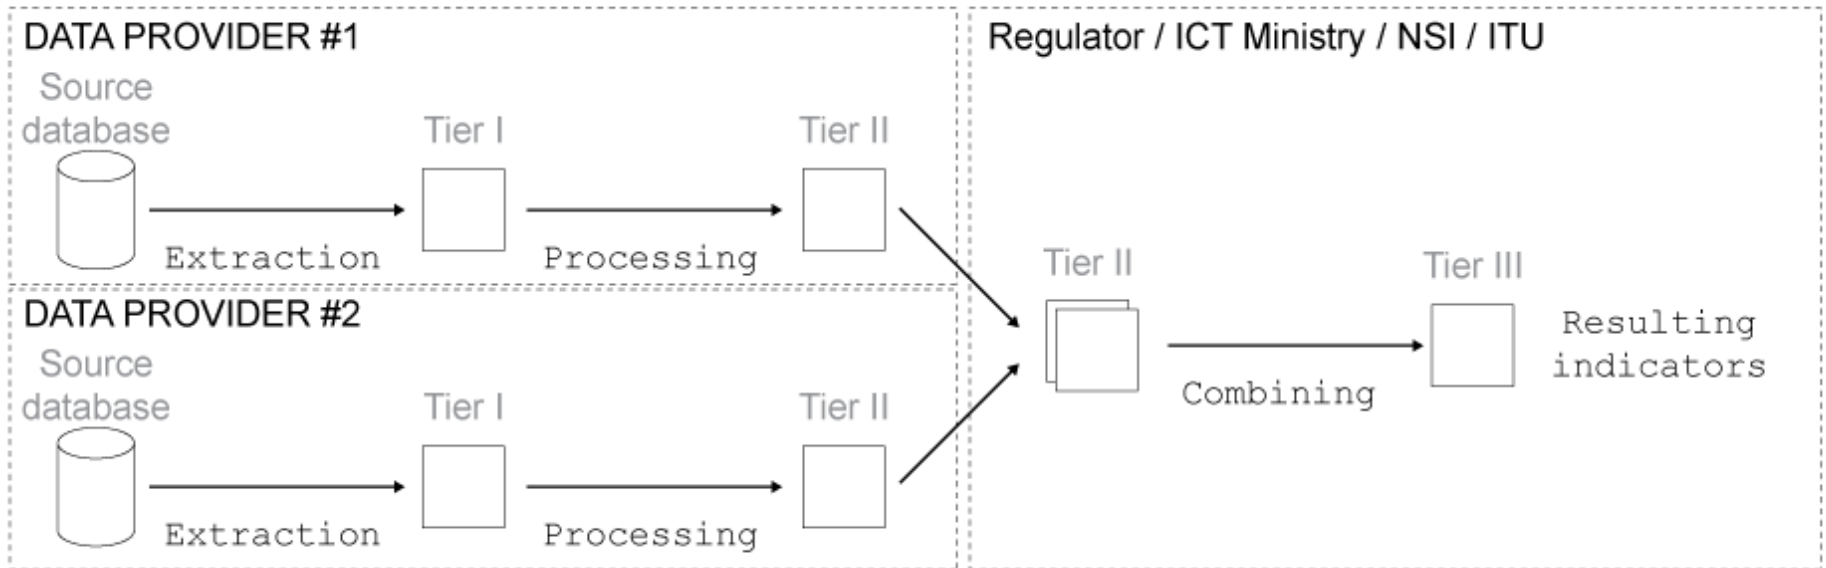 DATA PROVIDER #1
Source
database
Tier I
Tier II
Extraction
Processing
DATA PROVIDER #2
Source
database
Tier I
Tier II
Extraction
Processing
Regulator / ICT Ministry / NSI / ITU
Tier II
Tier III
Combining
Resulting
indicators